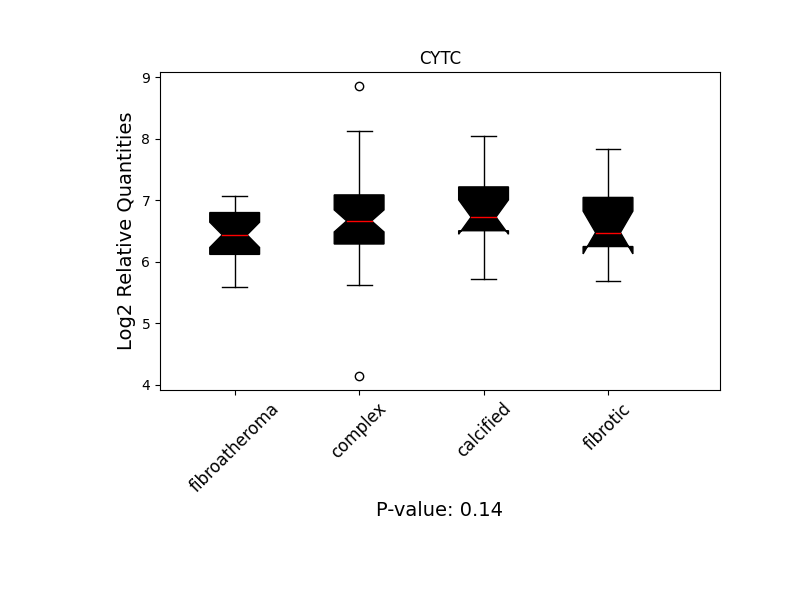 CYTC
Log2 Relative Quantities
9
8
7
6
5
4
fibroatheroma
complex
calcified
fibrotic
P-value: 0.14